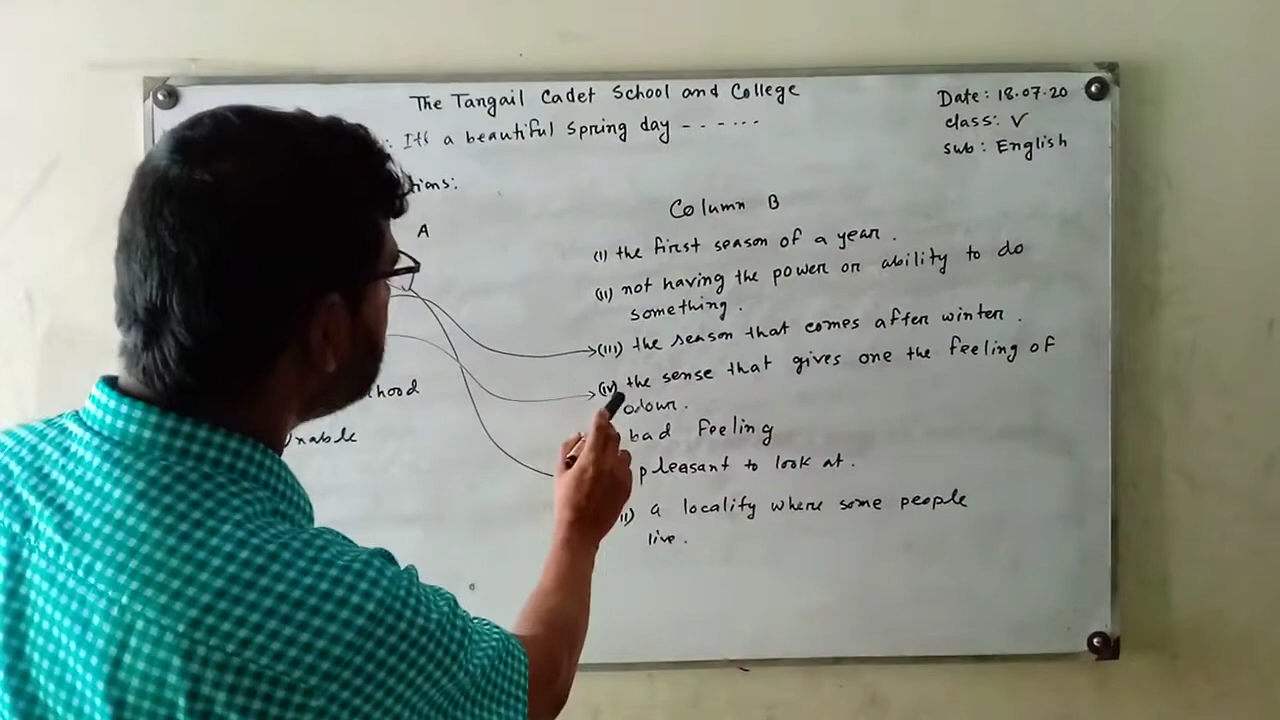 The Tangail Cadet School and College
Date: 18.07.20
: It's a beautiful spring day - - - - - -
class: V
sub: English
tions:
A
Column B
(i) the first season of a year.
(ii) not having the power or ability to do
something.
(iii) the season that comes after winter.
(iv) the sense that gives one the feeling of
odour.
hood
bad feeling
nable
pleasant to look at.
a locality where some people
live.